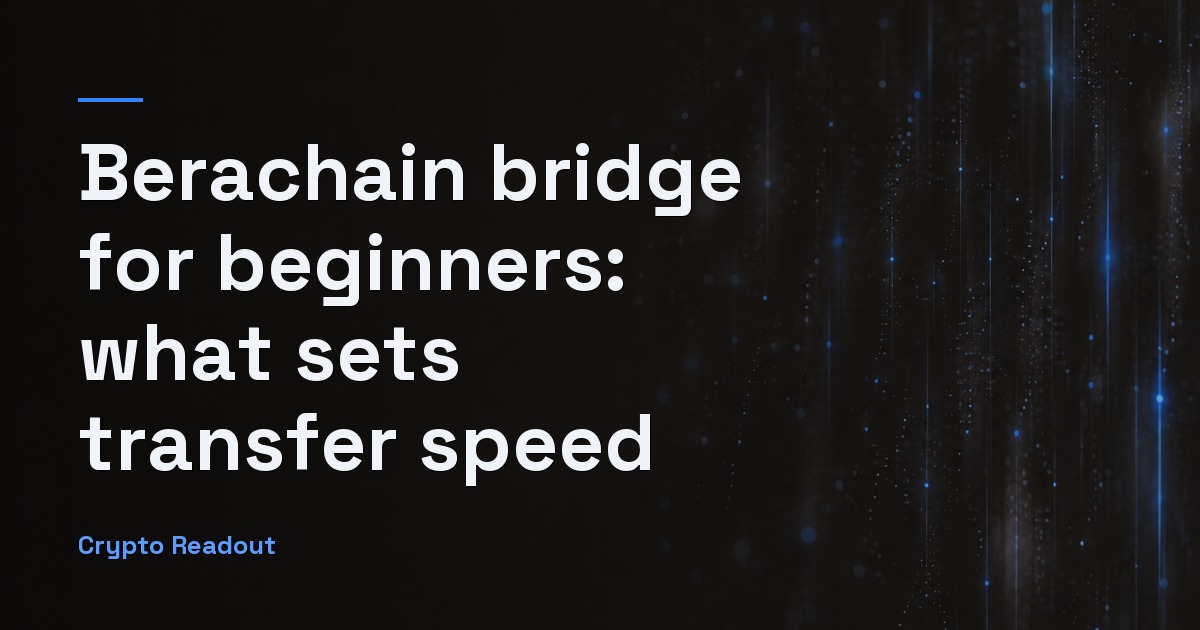 Berachain bridge
for beginners:
what sets
transfer speed
Crypto Readout